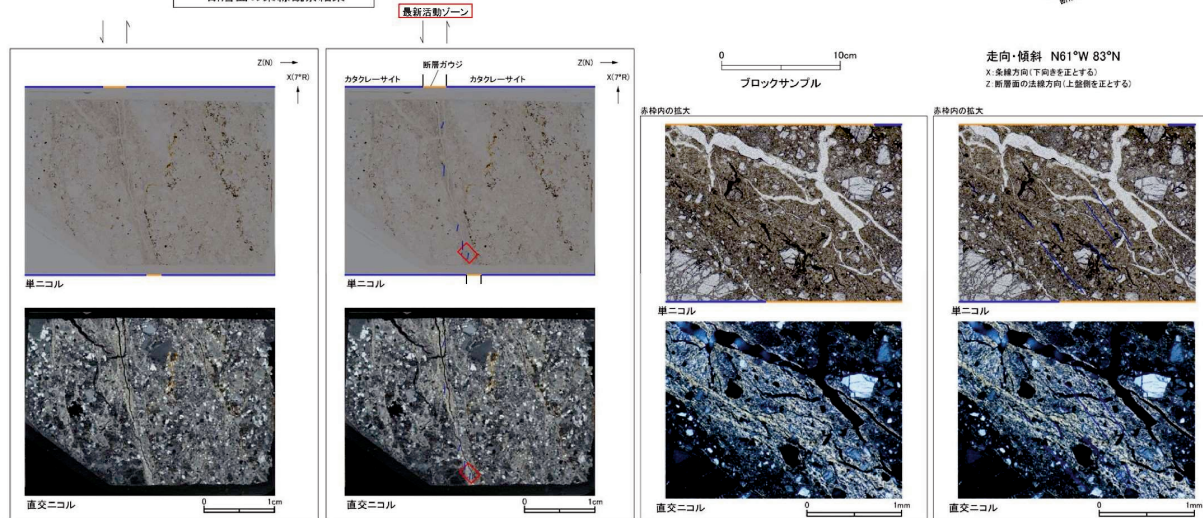 最新活動ゾーン
Z(N)
X(7°R)
単ニコル
直交ニコル
0 1cm
Z(N)
X(7°R)
断層ガウジ
カタクレーサイト カタクレーサイト
単ニコル
直交ニコル
0 1cm
0 10cm
ブロックサンプル
走向・傾斜 N61°W 83°N
X：条線方向（下向きを正とする）
Z：断層面の法線方向（上盤側を正とする）
赤枠内の拡大
単ニコル
直交ニコル
0 1mm
赤枠内の拡大
単ニコル
直交ニコル
0 1mm